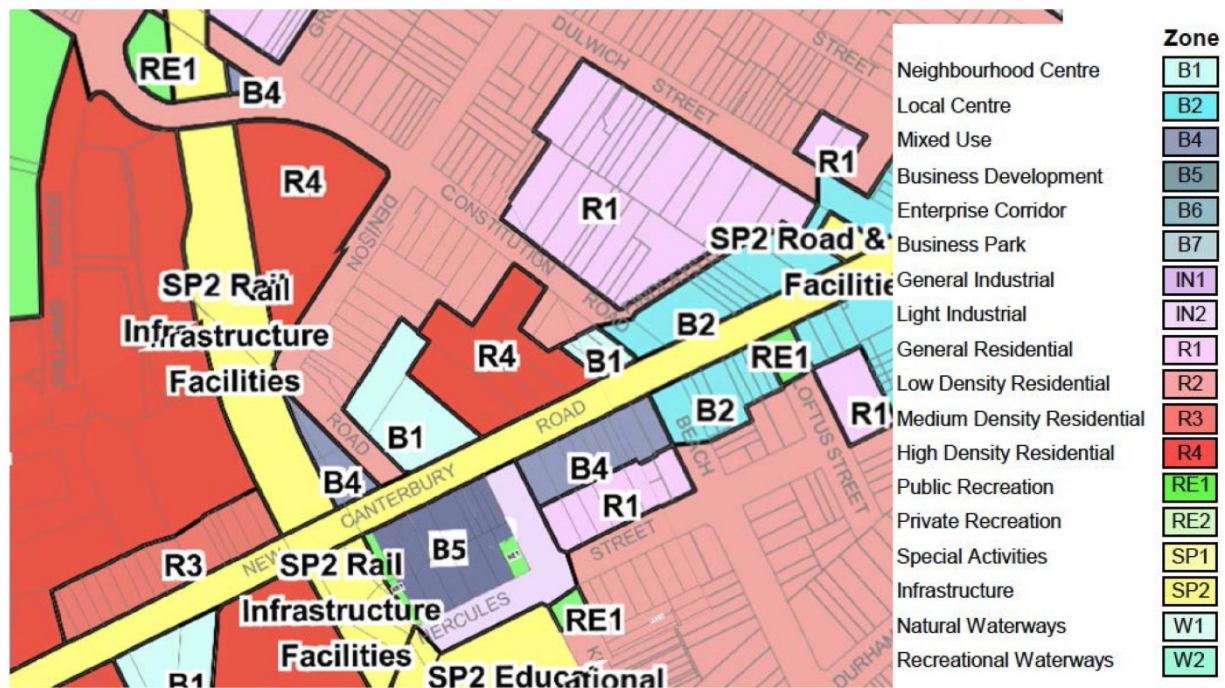 RE1
B4
GRO
DULWICH
STREET
STREET
R4
R1
R1
CONSTITUTION
ROAD
DENISON
SP2 Road &
Facilitie
SP2 Rail
Infrastructure
Facilities
B2
B1
R4
RE1
B2
R1
B1
ROAD
ROAD
B4
CANTERBURY
NEW
B4
R1
BEACH
LOFTUS STREET
STREET
B5
RE1
R3
SP2 Rail
Infrastructure
Facilities
HERCULES
RE1
SP2 Educational
K
DURHAM
B1
Zone
Neighbourhood Centre B1
Local Centre B2
Mixed Use B4
Business Development B5
Enterprise Corridor B6
Business Park B7
General Industrial IN1
Light Industrial IN2
General Residential R1
Low Density Residential R2
Medium Density Residential R3
High Density Residential R4
Public Recreation RE1
Private Recreation RE2
Special Activities SP1
Infrastructure SP2
Natural Waterways W1
Recreational Waterways W2